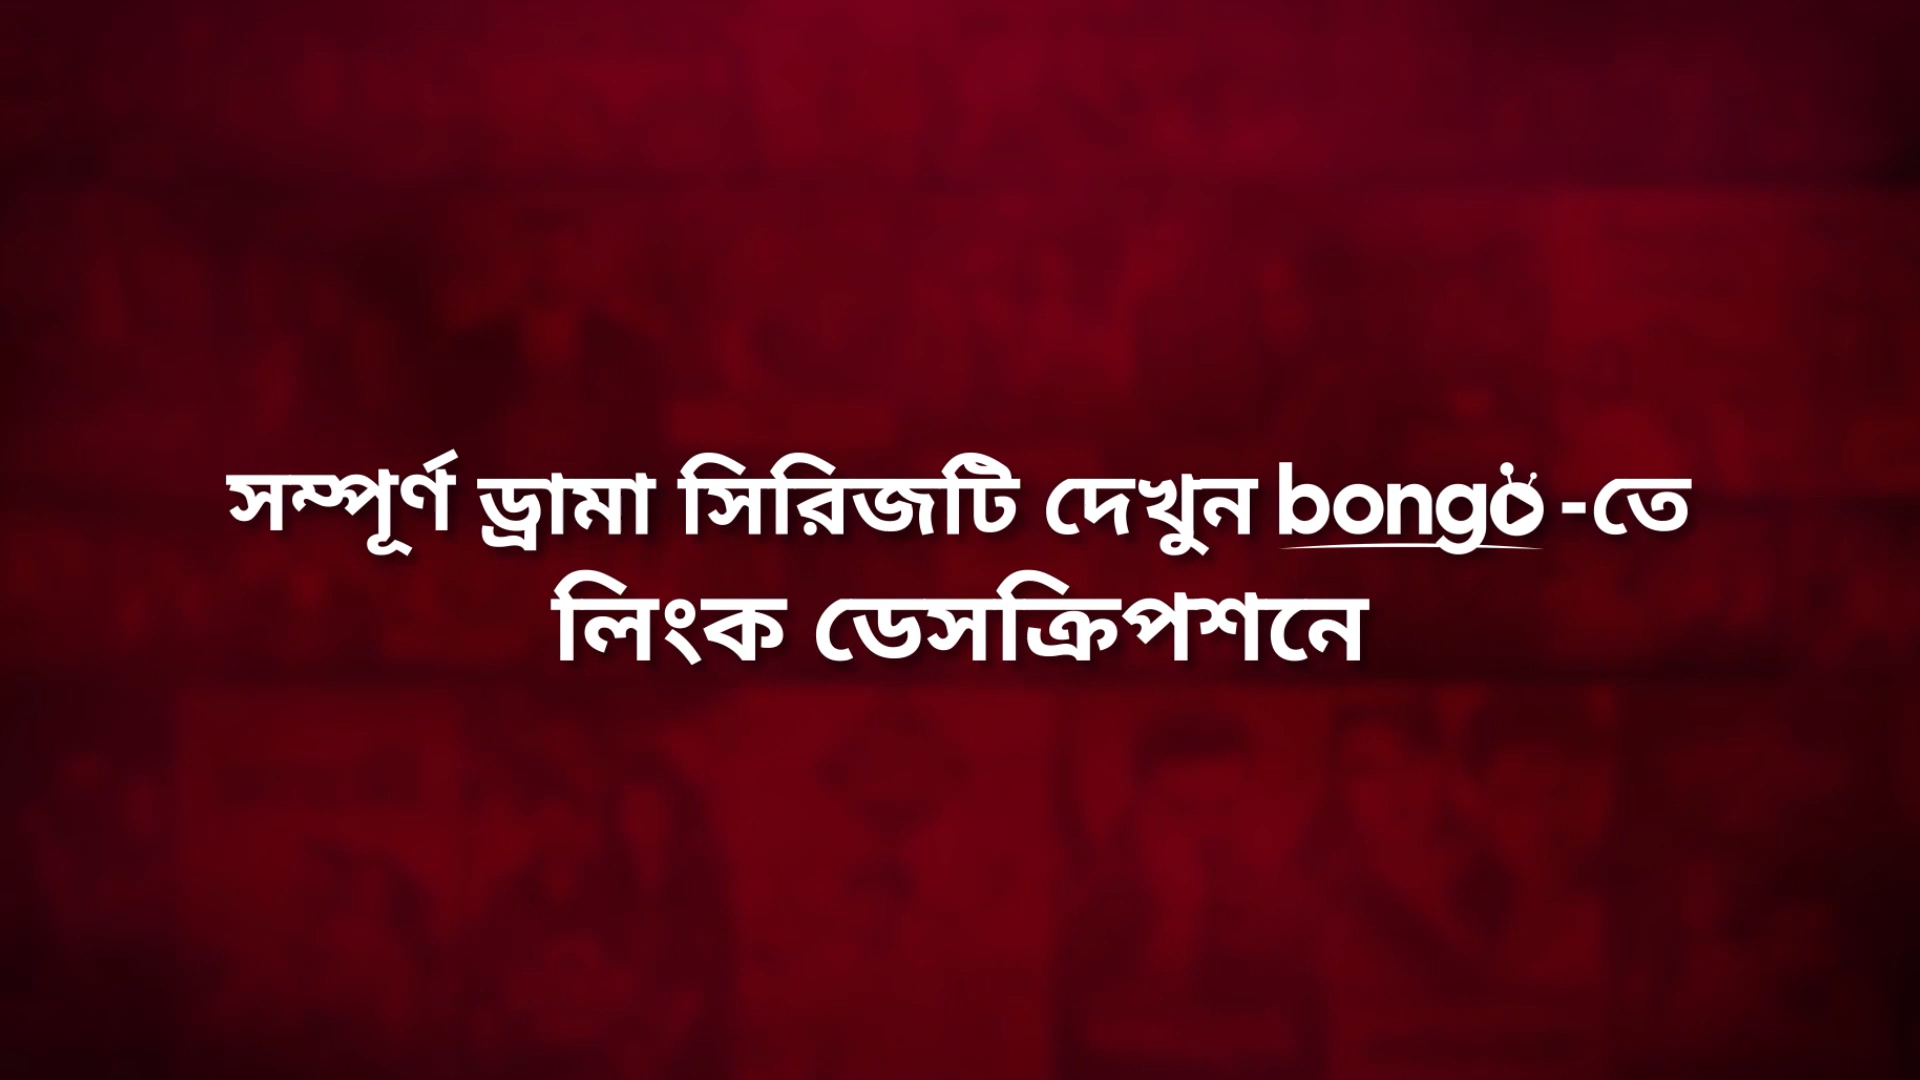 সম্পূর্ণ ড্রামা সিরিজটি দেখুন bongo -তে
লিংক ডেসক্রিপশনে